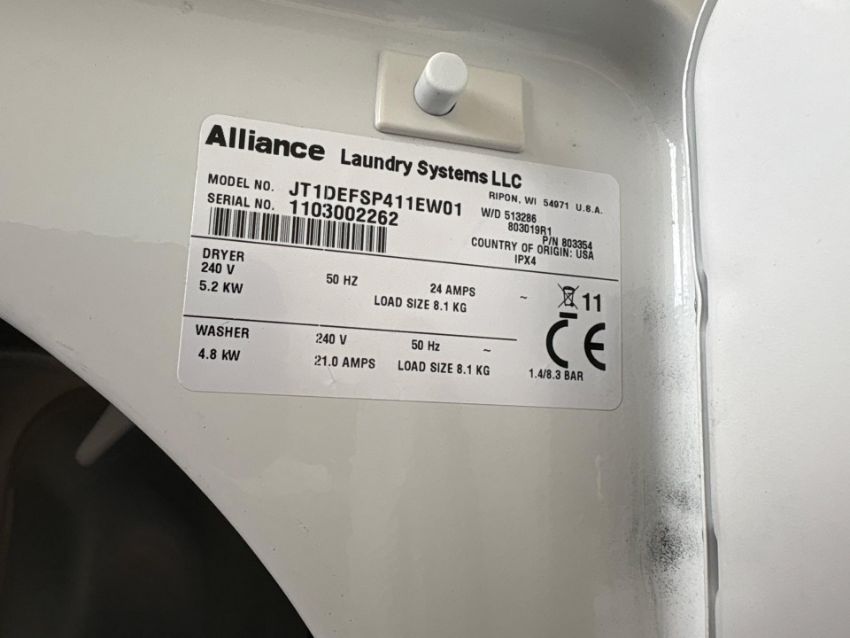 Alliance Laundry Systems LLC
RIPON, WI 54971 U.S.A.
MODEL NO. JT1DEFSP411EW01
W/D 513286
SERIAL NO. 1103002262
803019R1
P/N 803354
COUNTRY OF ORIGIN: USA
IPX4
DRYER
240 V 50 HZ 24 AMPS ~
5.2 KW LOAD SIZE 8.1 KG
11
CE
WASHER 240 V 50 Hz ~
4.8 kW 21.0 AMPS LOAD SIZE 8.1 KG
1.4/8.3 BAR